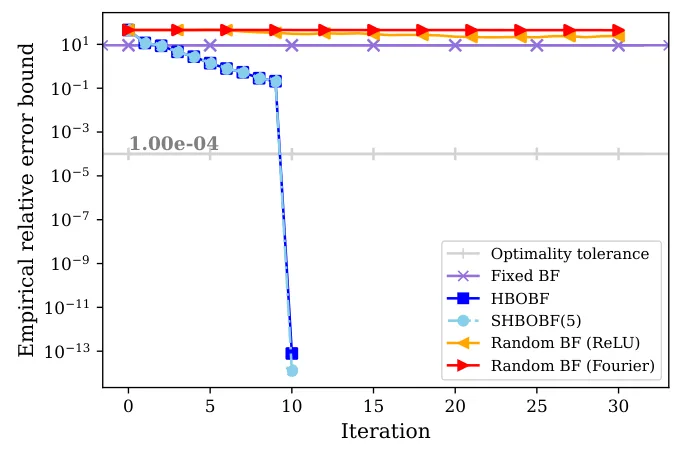 Empirical relative error bound
10¹
10⁻¹
10⁻³
10⁻⁵
10⁻⁷
10⁻⁹
10⁻¹¹
10⁻¹³
1.00e-04
Optimality tolerance
Fixed BF
HBOBF
SHBOBF(5)
Random BF (ReLU)
Random BF (Fourier)
0 5 10 15 20 25 30
Iteration